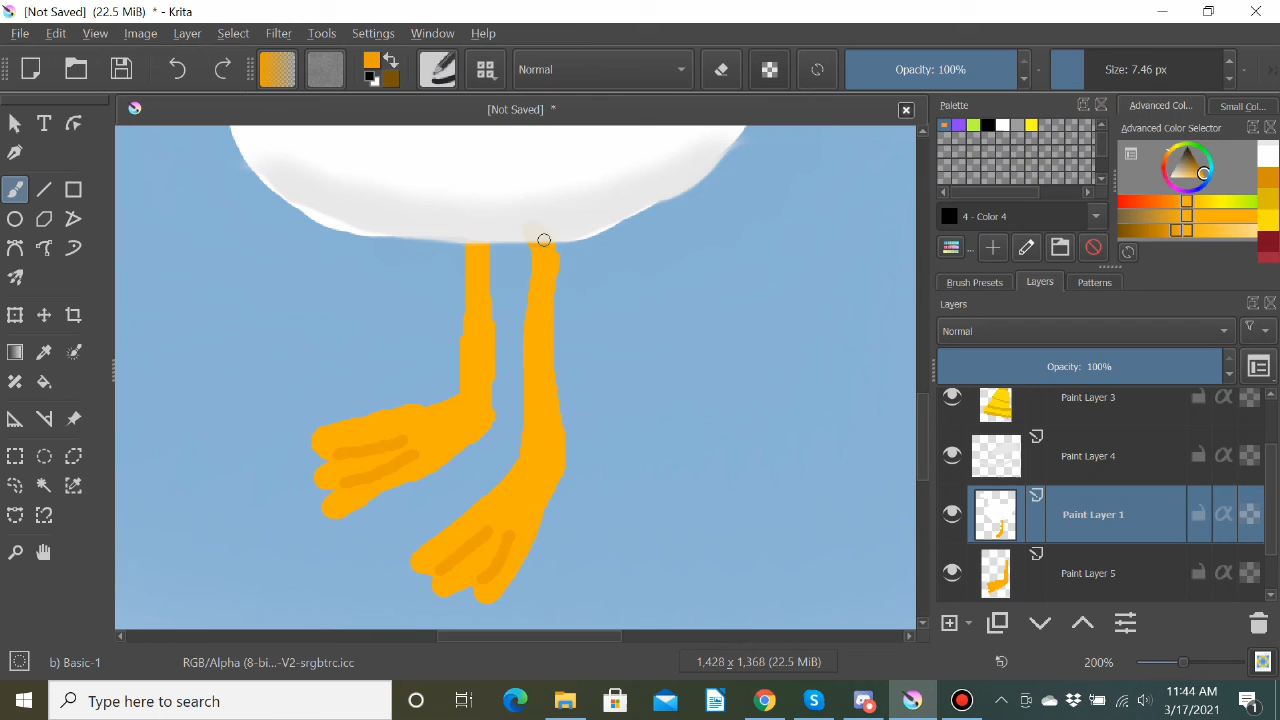 [Not Saved] (22.5 MiB) * - Krita
File Edit View Image Layer Select Filter Tools Settings Window Help
Normal
Opacity: 100%
Size: 7.46 px
[Not Saved] *
Palette
Advanced Col...
Small Col...
Advanced Color Selector
4 - Color 4
...
Brush Presets
Layers
Patterns
Layers
Normal
Opacity: 100%
Paint Layer 3
Paint Layer 4
Paint Layer 1
Paint Layer 5
b) Basic-1
RGB/Alpha (8-bi...-V2-srgbtrc.icc
1,428 x 1,368 (22.5 MiB)
200%
Type here to search
11:44 AM
3/17/2021
1